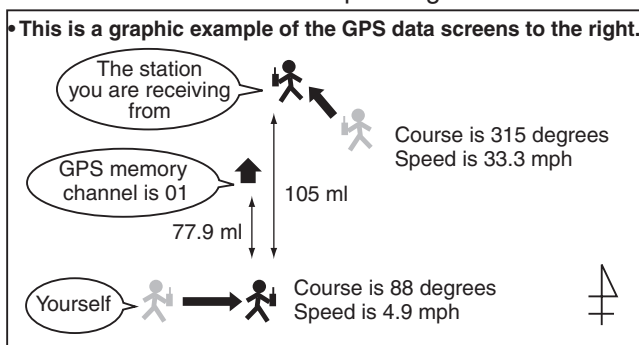 • This is a graphic example of the GPS data screens to the right.
The station
you are receiving
from
Course is 315 degrees
Speed is 33.3 mph
GPS memory
channel is 01
105 ml
77.9 ml
Yourself
Course is 88 degrees
Speed is 4.9 mph